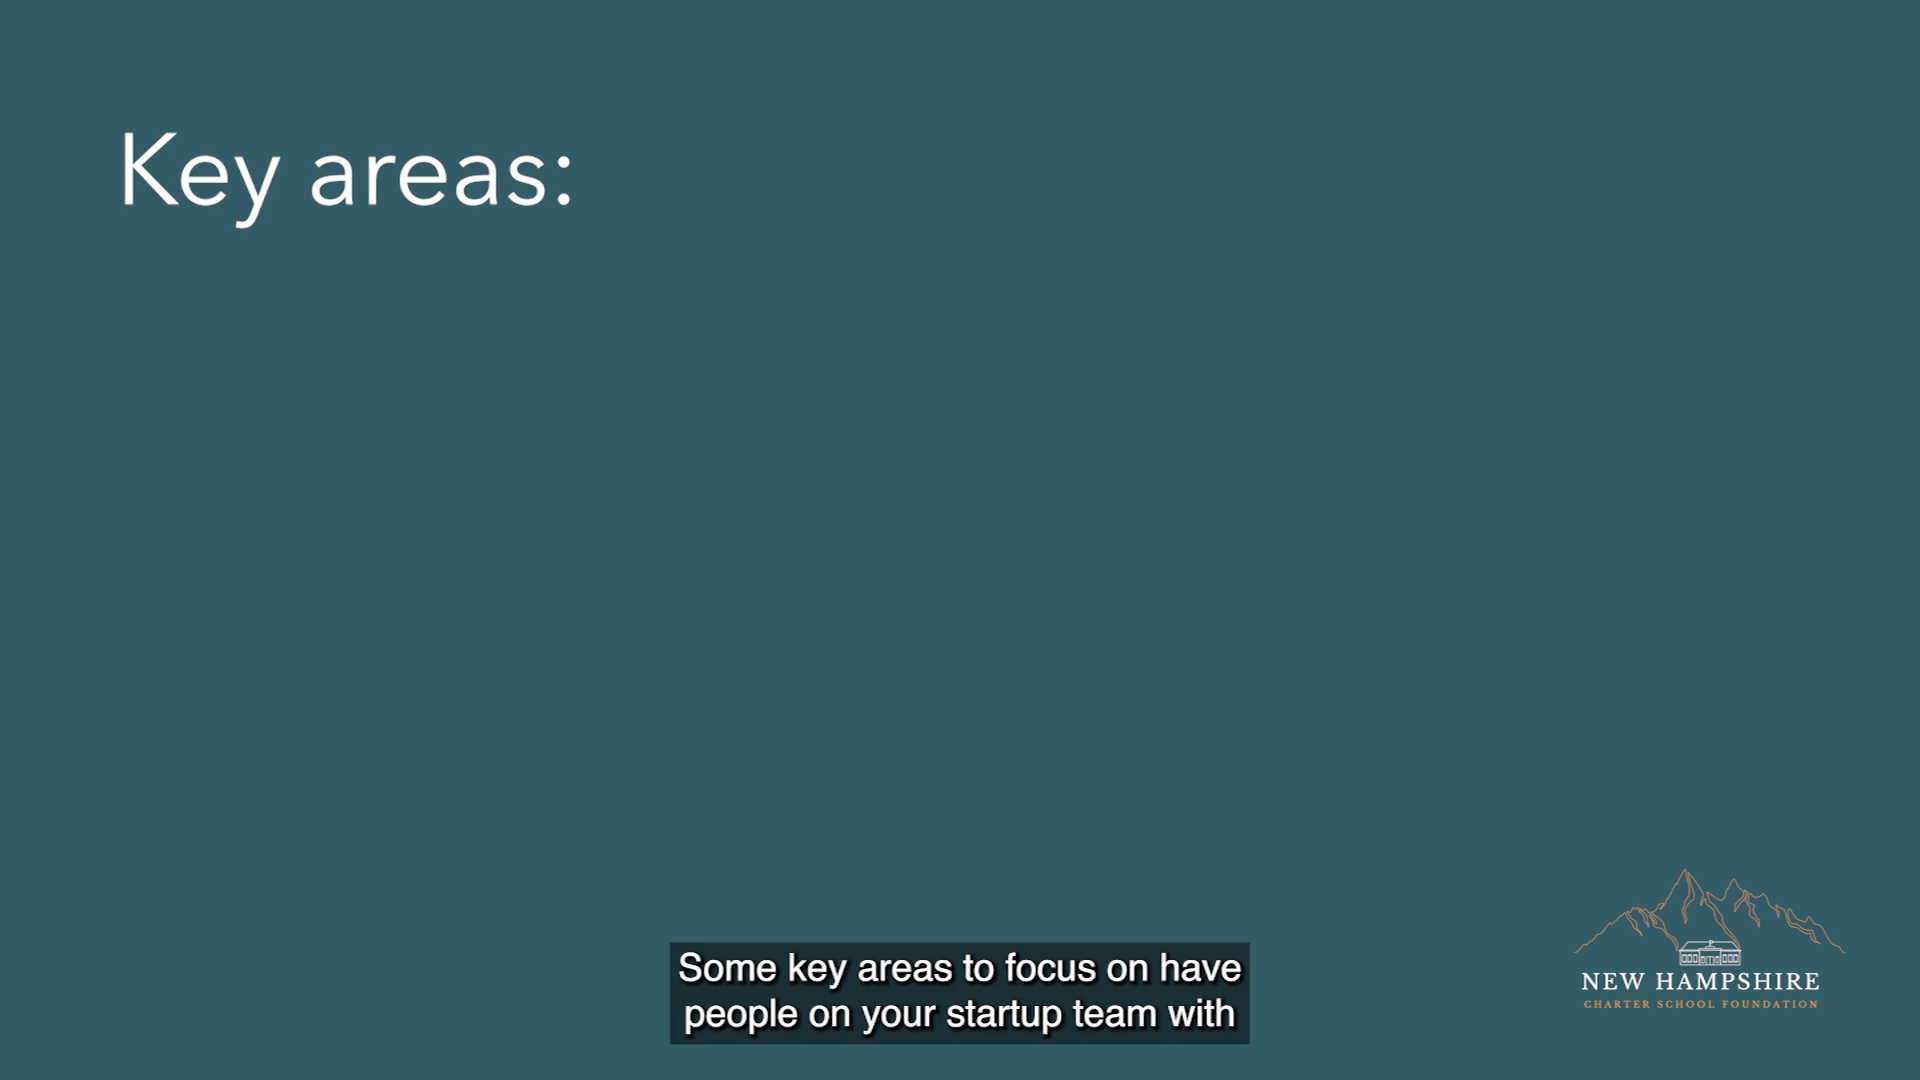 Key areas:
Some key areas to focus on have
people on your startup team with
NEW HAMPSHIRE
CHARTER SCHOOL FOUNDATION